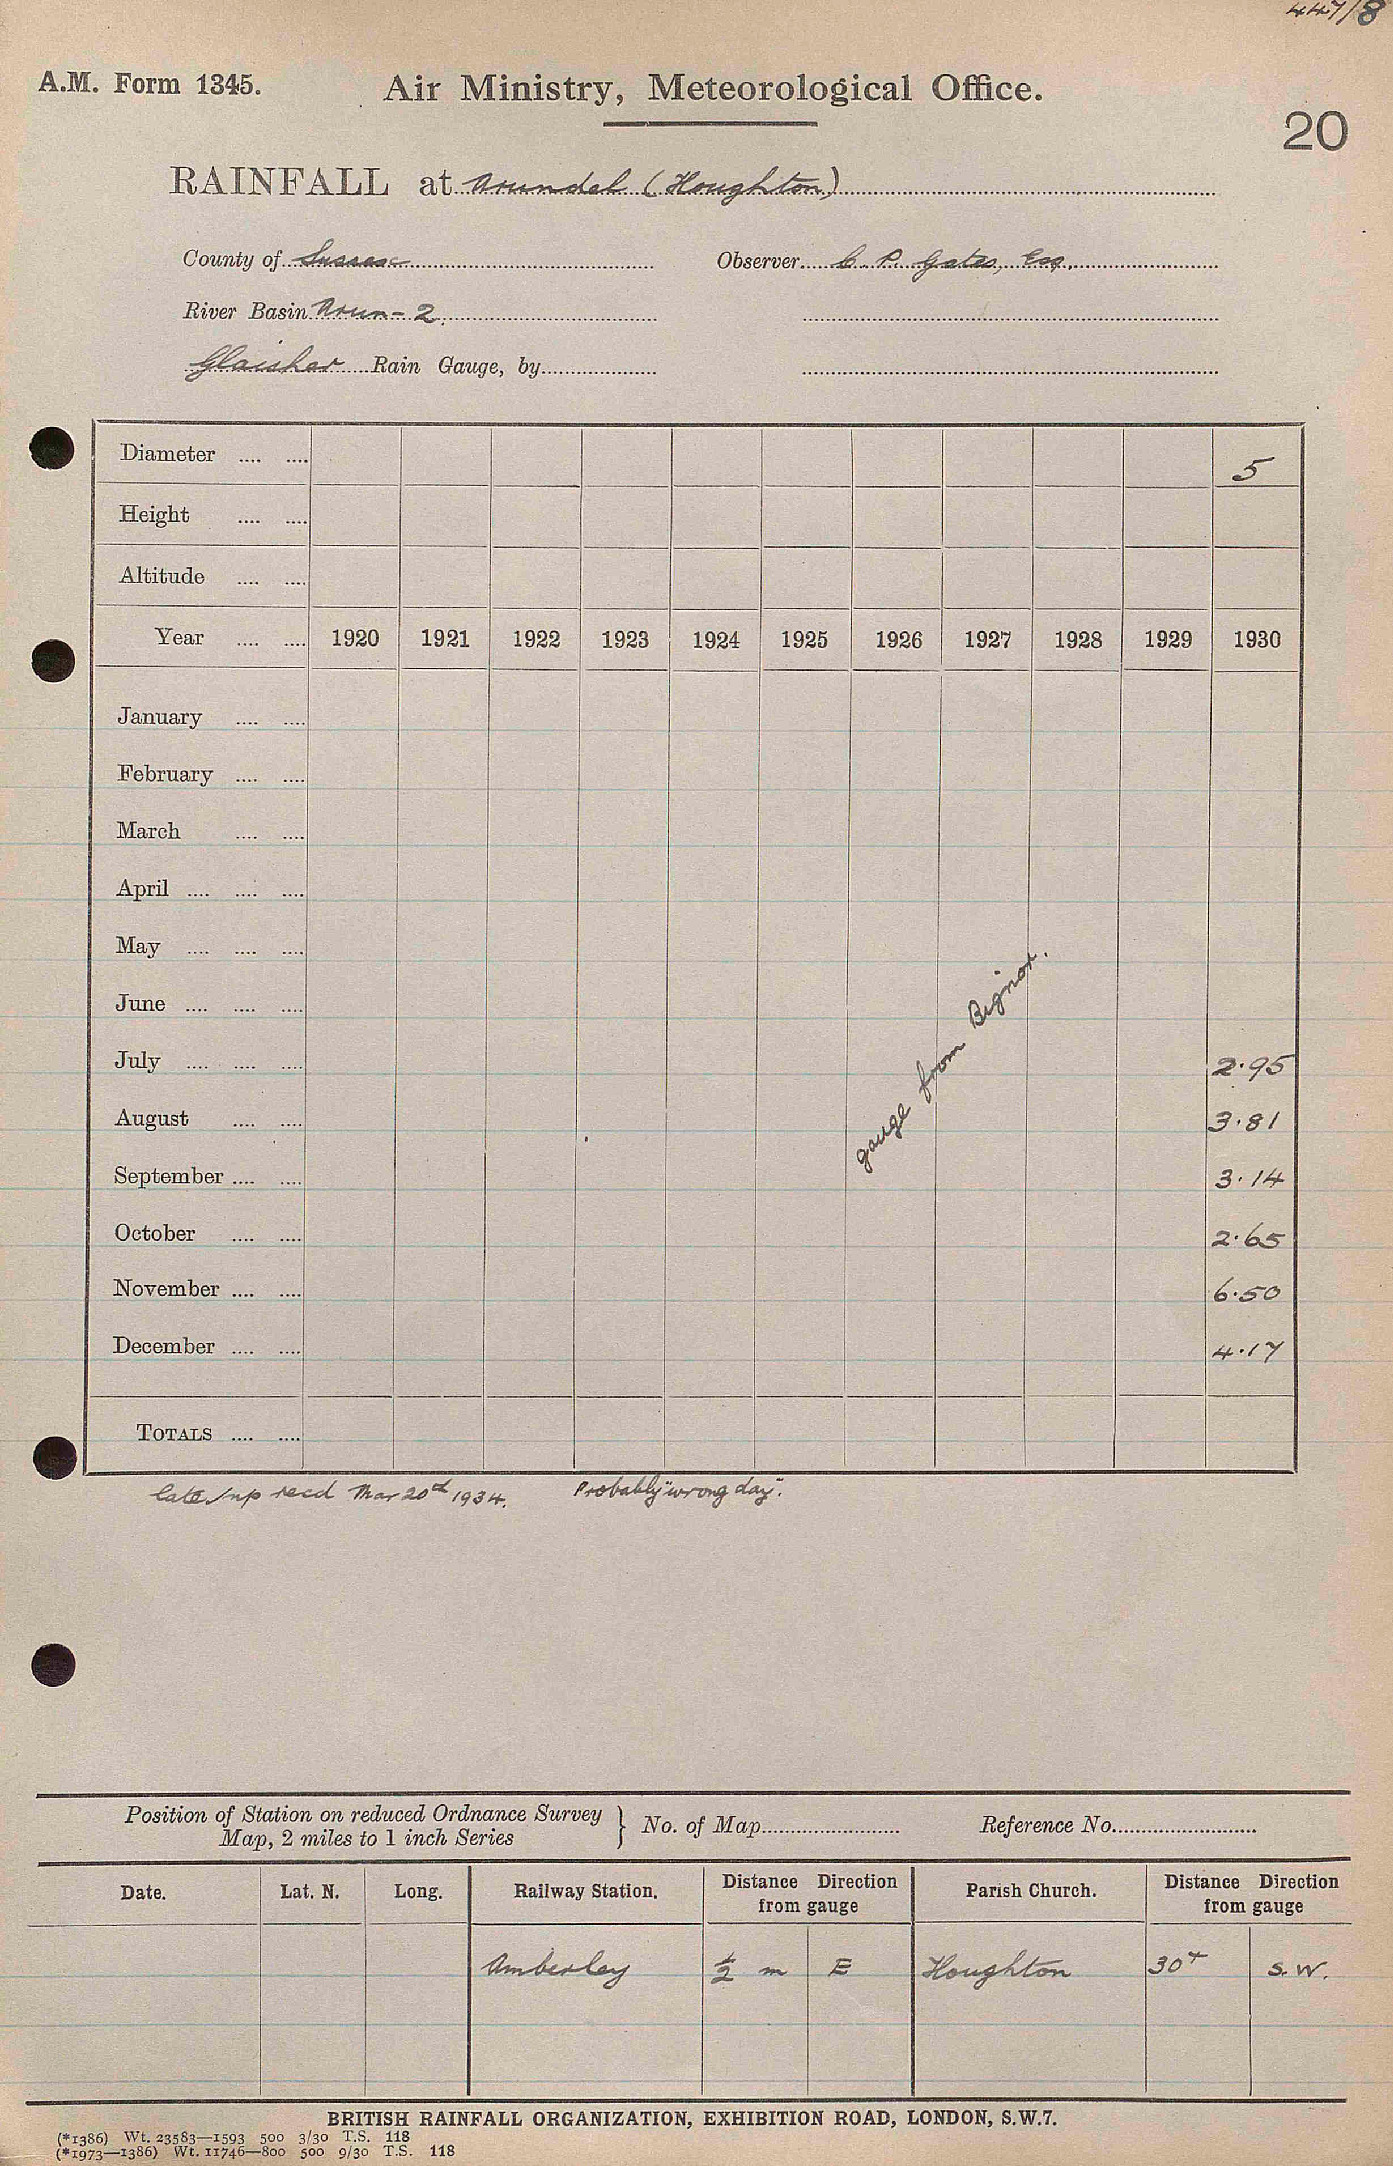 447/8
A.M. Form 1345. Air Ministry, Meteorological Office.
20
RAINFALL at Arundel (Houghton)
County of Sussex Observer C. P. Gates, Esq.
River Basin Arun - 2.
Glaisher Rain Gauge, by
Diameter .... .... 5
Height .... ....
Altitude .... ....
Year .... .... 1920 1921 1922 1923 1924 1925 1926 1927 1928 1929 1930
January .... ....
February .... ....
March .... ....
April .... .... ....
May .... .... ....
June .... .... ....
gauge from Bignor.
July .... .... .... 2.95
August .... .... 3.81
September .... .... 3.14
October .... .... 2.65
November .... .... 6.50
December .... .... 4.17
TOTALS .... ....
recd Mar 20th 1934. Probably "wrong day".
Position of Station on reduced Ordnance Survey
Map, 2 miles to 1 inch Series } No. of Map Reference No.
Date. Lat. N. Long. Railway Station. Distance Direction from gauge Parish Church. Distance Direction from gauge
Amberley ½ m E Houghton 30+ S.W.
BRITISH RAINFALL ORGANIZATION, EXHIBITION ROAD, LONDON, S.W.7.
(*1386) Wt. 23583—1593 500 3/30 T.S. 118
(*1973—1386) Wt. 11746—800 500 9/30 T.S. 118